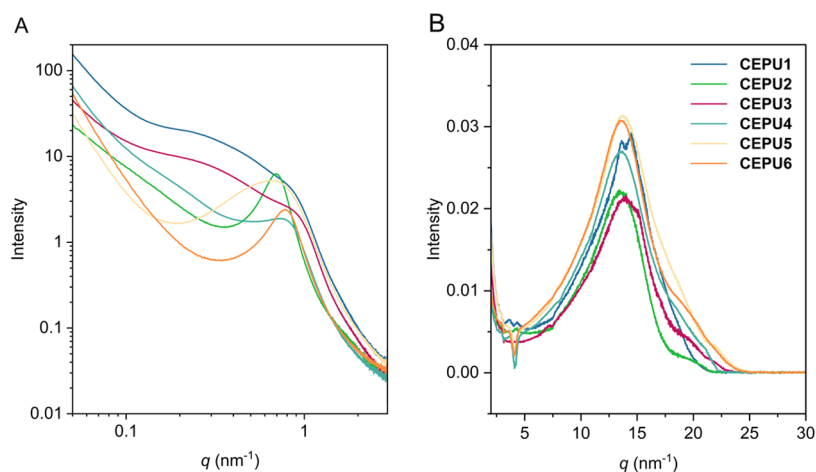 A
100
10
1
0.1
0.01
Intensity
0.1
1
q (nm⁻¹)
B
0.04
0.03
0.02
0.01
0.00
Intensity
5
10
15
20
25
30
q (nm⁻¹)
CEPU1
CEPU2
CEPU3
CEPU4
CEPU5
CEPU6